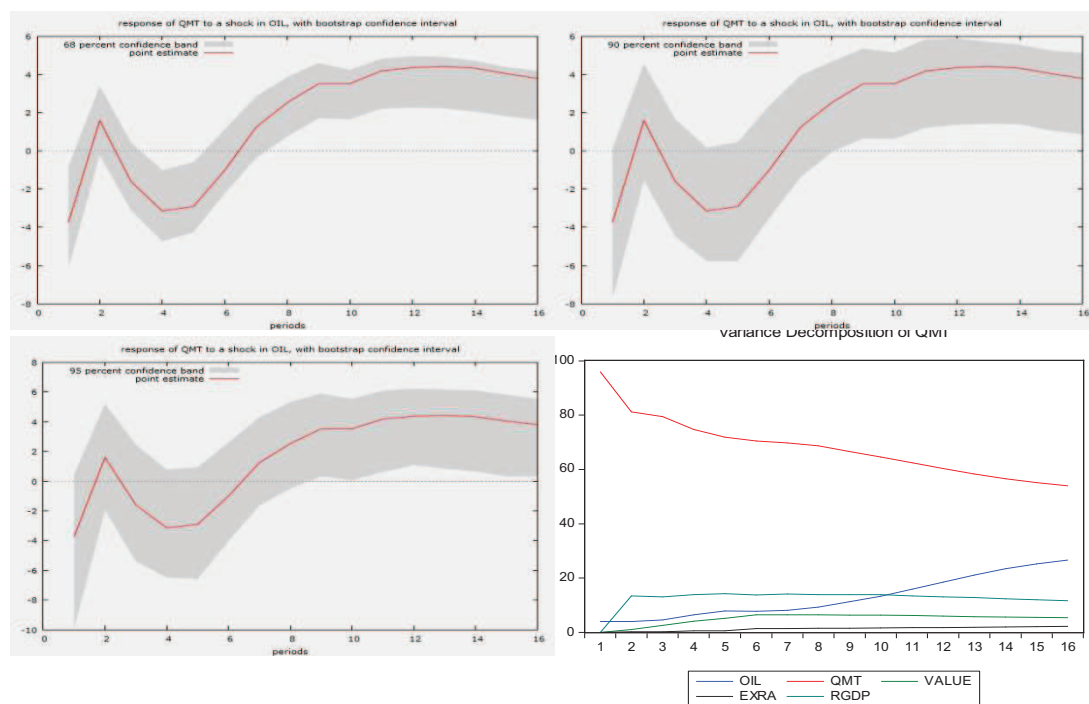 response of QMT to a shock in OIL, with bootstrap confidence interval
68 percent confidence band
point estimate
6
4
2
0
-2
-4
-6
-8
0 2 4 6 8 10 12 14 16
periods
response of QMT to a shock in OIL, with bootstrap confidence interval
90 percent confidence band
point estimate
6
4
2
0
-2
-4
-6
-8
0 2 4 6 8 10 12 14 16
periods
response of QMT to a shock in OIL, with bootstrap confidence interval
95 percent confidence band
point estimate
8
6
4
2
0
-2
-4
-6
-8
-10
0 2 4 6 8 10 12 14 16
periods
Variance Decomposition of QMT
100
80
60
40
20
0
1 2 3 4 5 6 7 8 9 10 11 12 13 14 15 16
OIL QMT VALUE
EXRA RGDP